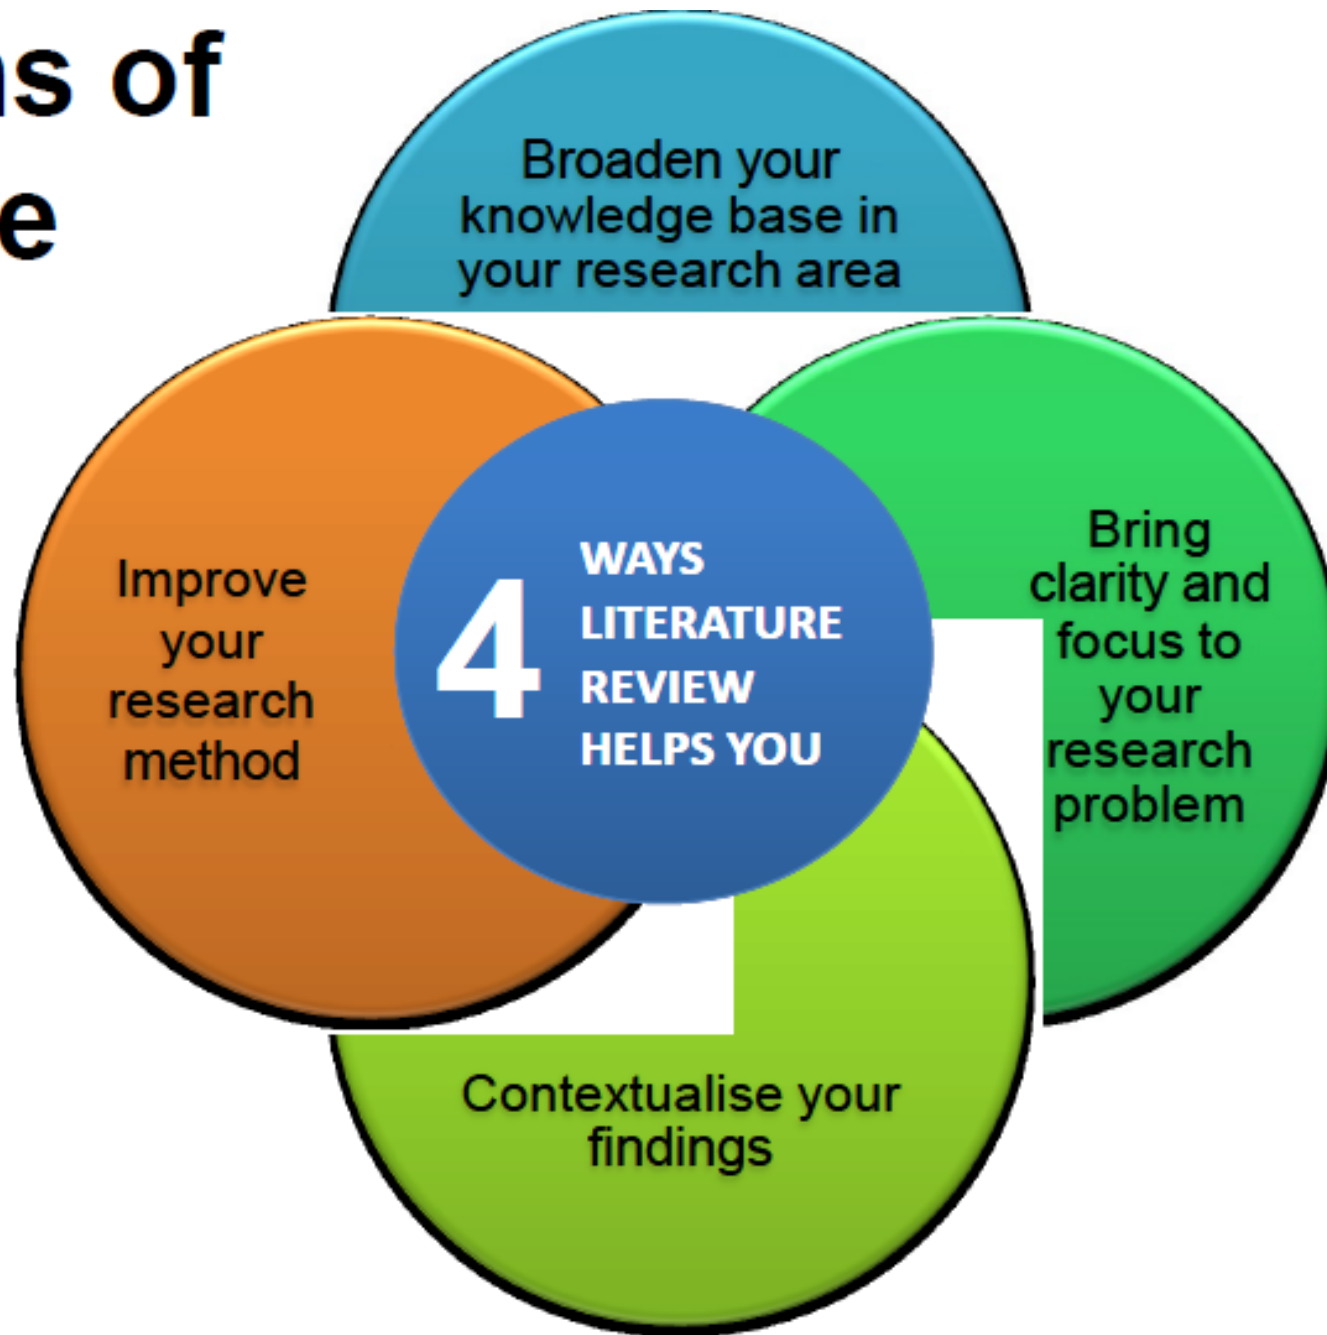 ns of
e
Broaden your
knowledge base in
your research area
Improve
your
research
method
4
WAYS
LITERATURE
REVIEW
HELPS YOU
Bring
clarity and
focus to
your
research
problem
Contextualise your
findings